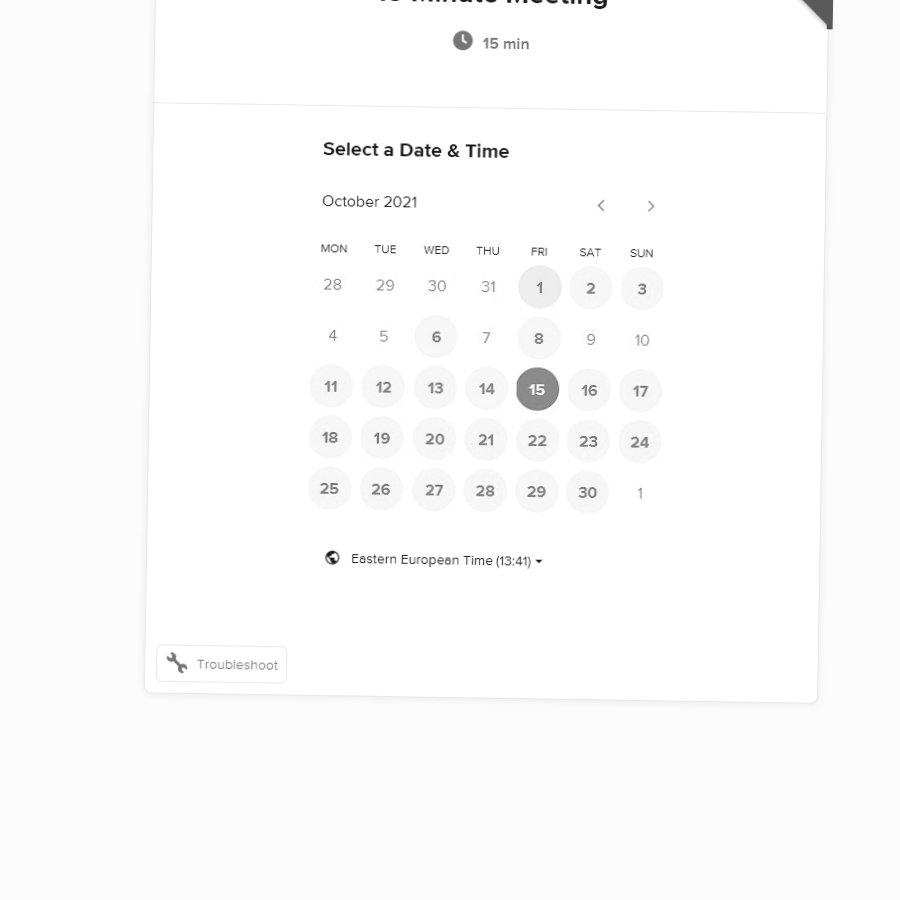 Minute Meeting
15 min
Select a Date & Time
October 2021
MON TUE WED THU FRI SAT SUN
28 29 30 31 1 2 3
4 5 6 7 8 9 10
11 12 13 14 15 16 17
18 19 20 21 22 23 24
25 26 27 28 29 30 1
Eastern European Time (13:41)
Troubleshoot